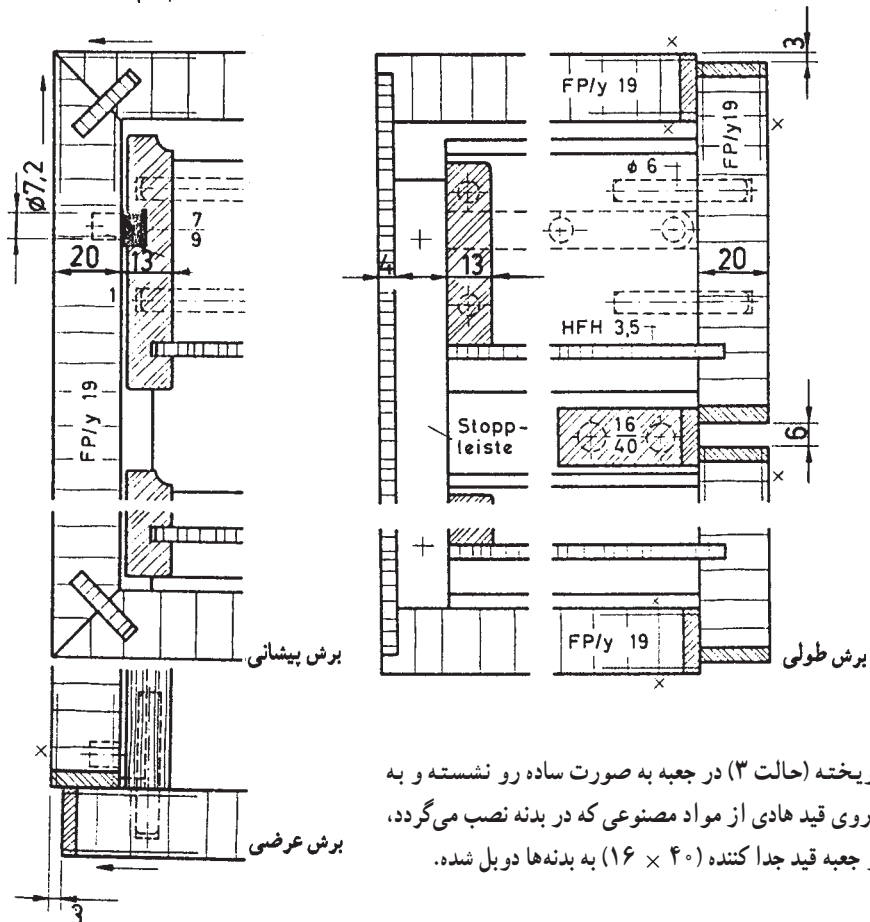 3
FP/y 19
FP/y19
ø7,2
ø 6
7
9
20
13
4
13
20
1
HFH 3,5
FP/y 19
Stopp-
leiste
16
40
6
FP/y 19
برش پیشانی
برش طولی
برش عرضی
3
ریخته (حالت ۳) در جعبه به صورت ساده رو نشسته و به
روی قید هادی از مواد مصنوعی که در بدنه نصب می‌گردد،
جعبه قید جدا کننده (۴۰ × ۱۶) به بدنه‌ها دوبل شده.